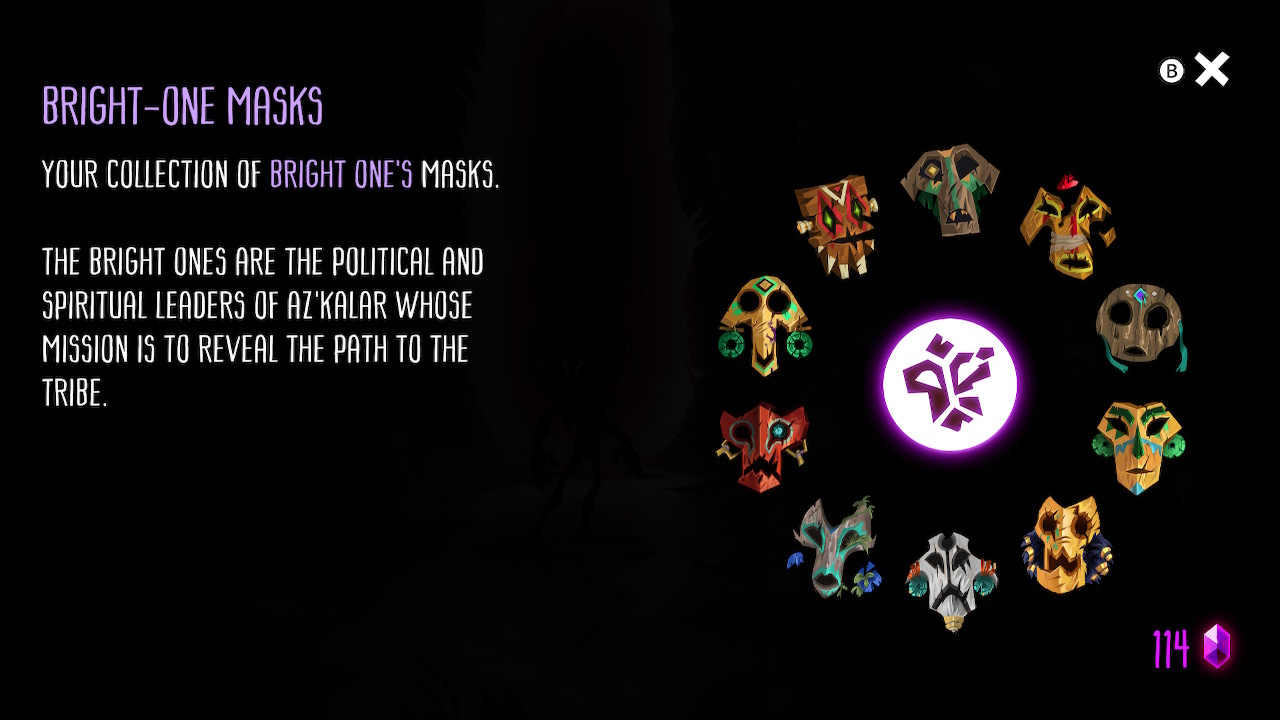 B
BRIGHT-ONE MASKS
YOUR COLLECTION OF BRIGHT ONE'S MASKS.
THE BRIGHT ONES ARE THE POLITICAL AND
SPIRITUAL LEADERS OF AZ'KALAR WHOSE
MISSION IS TO REVEAL THE PATH TO THE
TRIBE.
114